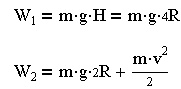 W₁ = m·g·H = m·g·4R
W₂ = m·g·2R + m·v²/2